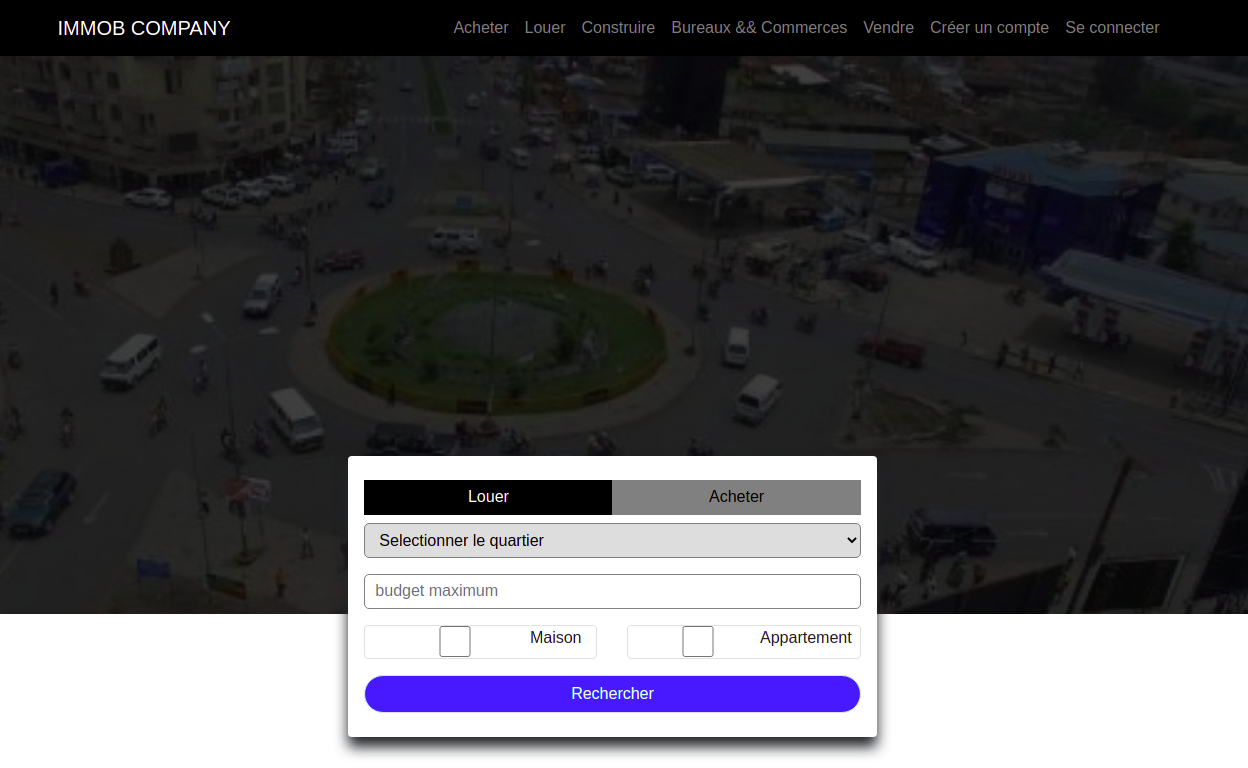 IMMOB COMPANY
Acheter Louer Construire Bureaux && Commerces Vendre Créer un compte Se connecter
Louer Acheter
Selectionner le quartier
budget maximum
Maison Appartement
Rechercher